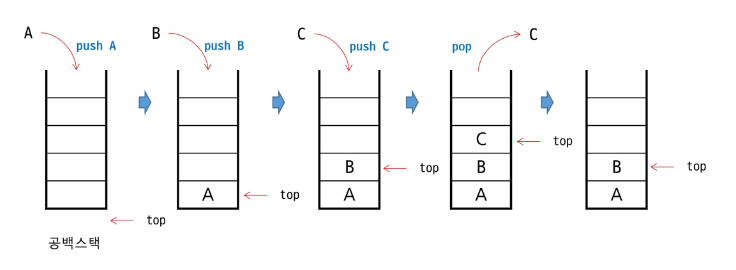 A push A B push B C push C pop C
C top
B top B B top
A top A A A
top
공백스택